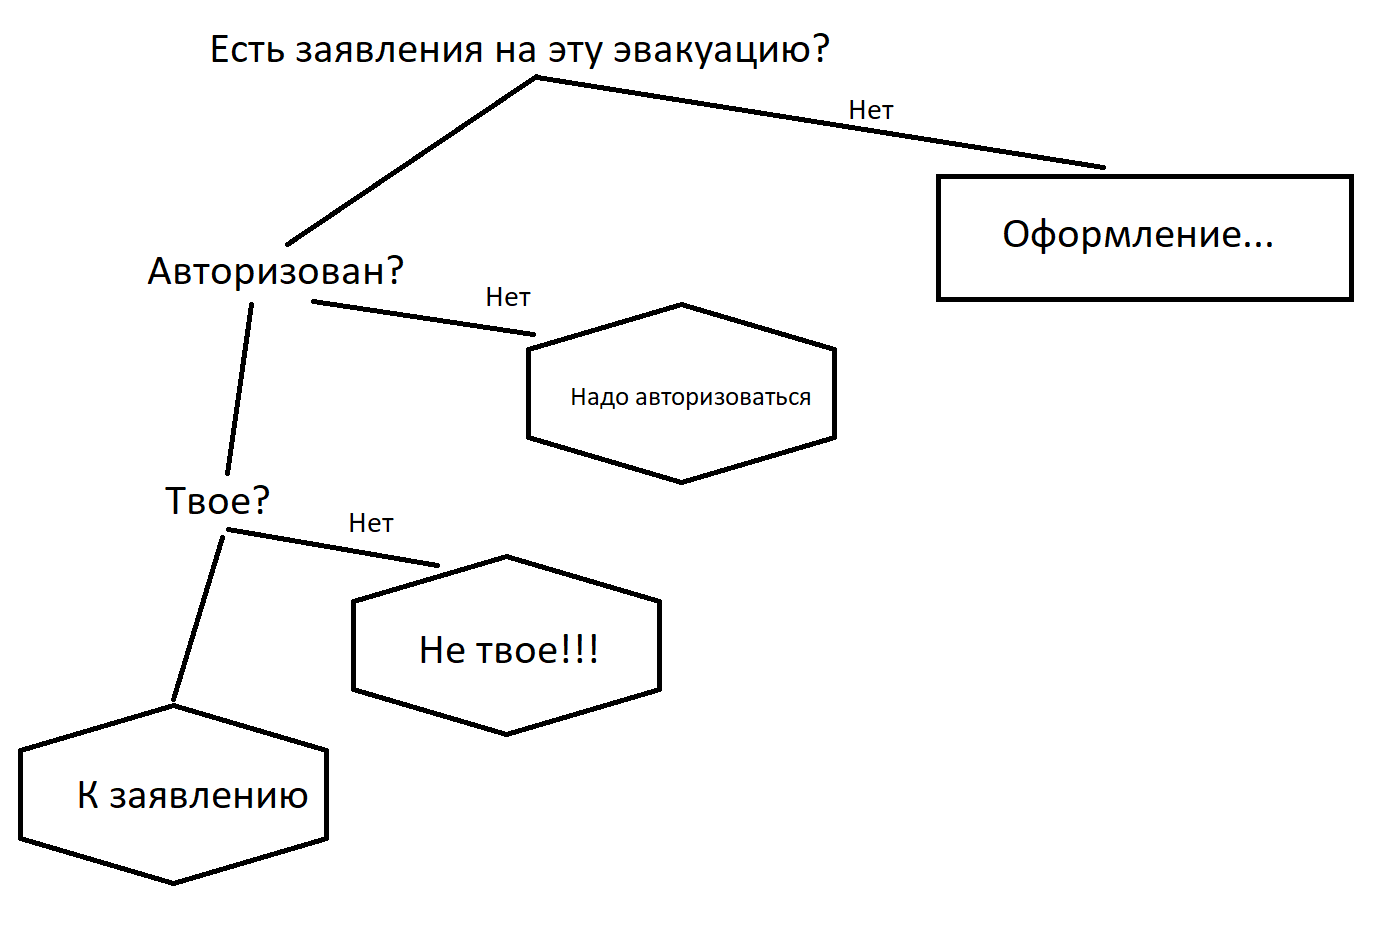 Есть заявления на эту эвакуацию?
Нет
Оформление...
Авторизован?
Нет
Надо авторизоваться
Твое?
Нет
Не твое!!!
К заявлению